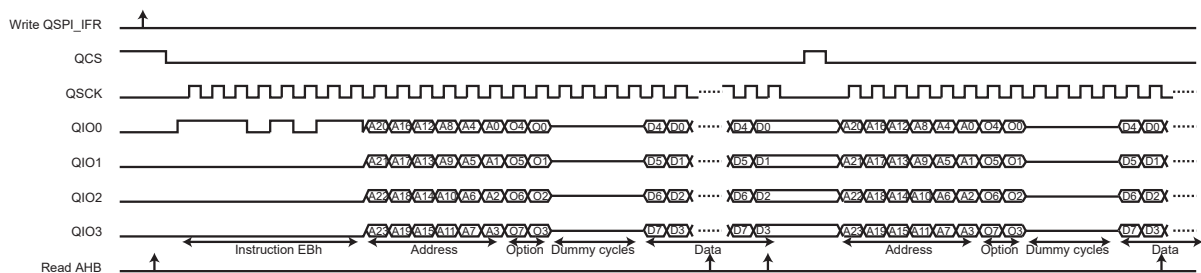 Write QSPI_IFR
QCS
QSCK
QIO0 A20 A16 A12 A8 A4 A0 O4 O0 D4 D0 D4 D0 A20 A16 A12 A8 A4 A0 O4 O0 D4 D0
QIO1 A21 A17 A13 A9 A5 A1 O5 O1 D5 D1 D5 D1 A21 A17 A13 A9 A5 A1 O5 O1 D5 D1
QIO2 A22 A18 A14 A10 A6 A2 O6 O2 D6 D2 D6 D2 A22 A18 A14 A10 A6 A2 O6 O2 D6 D2
QIO3 A23 A19 A15 A11 A7 A3 O7 O3 D7 D3 D7 D3 A23 A19 A15 A11 A7 A3 O7 O3 D7 D3
Instruction EBh Address Option Dummy cycles Data Address Option Dummy cycles Data
Read AHB